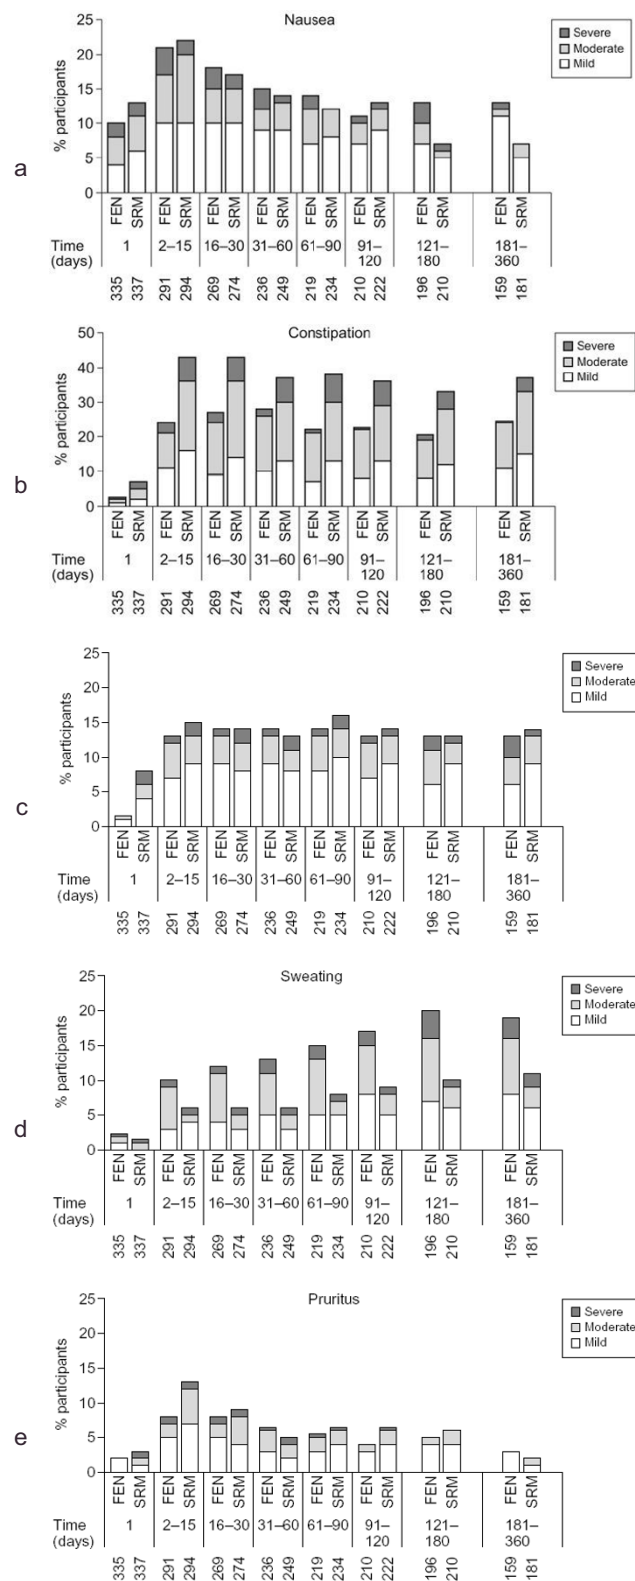 Nausea
25
20
15
10
5
0
% participants
Severe
Moderate
Mild
a
FEN SRM FEN SRM FEN SRM FEN SRM FEN SRM FEN SRM FEN SRM FEN SRM
Time (days)
1 2–15 16–30 31–60 61–90 91–120 121–180 181–360
335 337 291 294 269 274 236 249 219 234 210 222 196 210 159 181
Constipation
50
40
30
20
10
0
% participants
Severe
Moderate
Mild
b
FEN SRM FEN SRM FEN SRM FEN SRM FEN SRM FEN SRM FEN SRM FEN SRM
Time (days)
1 2–15 16–30 31–60 61–90 91–120 121–180 181–360
335 337 291 294 269 274 236 249 219 234 210 222 196 210 159 181
25
20
15
10
5
0
% participants
Severe
Moderate
Mild
c
FEN SRM FEN SRM FEN SRM FEN SRM FEN SRM FEN SRM FEN SRM FEN SRM
Time (days)
1 2–15 16–30 31–60 61–90 91–120 121–180 181–360
335 337 291 294 269 274 236 249 219 234 210 222 196 210 159 181
Sweating
25
20
15
10
5
0
% participants
Severe
Moderate
Mild
d
FEN SRM FEN SRM FEN SRM FEN SRM FEN SRM FEN SRM FEN SRM FEN SRM
Time (days)
1 2–15 16–30 31–60 61–90 91–120 121–180 181–360
335 337 291 294 269 274 236 249 219 234 210 222 196 210 159 181
Pruritus
25
20
15
10
5
0
% participants
Severe
Moderate
Mild
e
FEN SRM FEN SRM FEN SRM FEN SRM FEN SRM FEN SRM FEN SRM FEN SRM
Time (days)
1 2–15 16–30 31–60 61–90 91–120 121–180 181–360
335 337 291 294 269 274 236 249 219 234 210 222 196 210 159 181